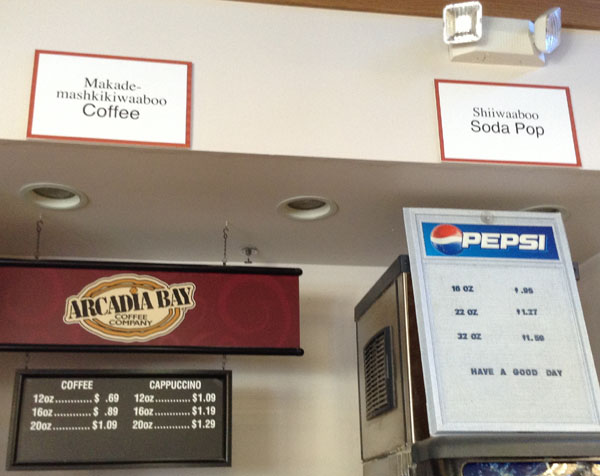 Makade-
mashkikiwaaboo
Coffee
Shiiwaaboo
Soda Pop
ARCADIA BAY
COFFEE
COMPANY
COFFEE
12oz............ $ .69
16oz............ $ .89
20oz............ $1.09
CAPPUCCINO
12oz............$1.09
16oz............$1.19
20oz............$1.29
PEPSI
16 OZ $.95
22 OZ $1.27
32 OZ $1.59
HAVE A GOOD DAY